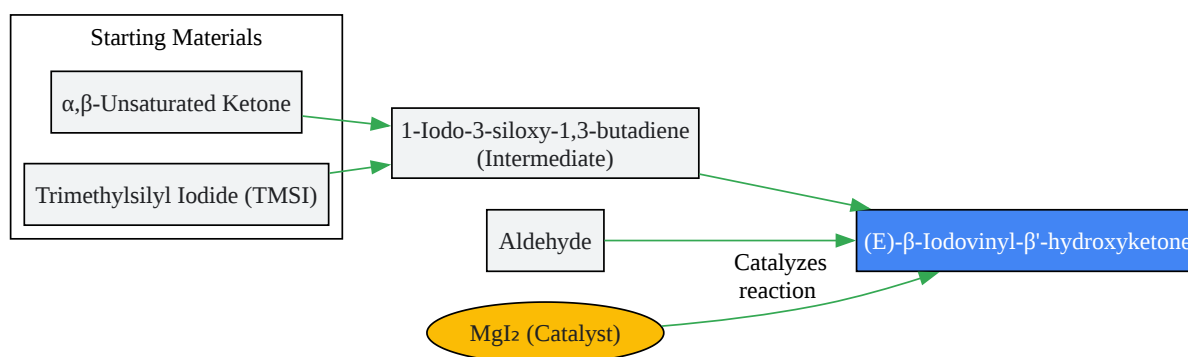 Starting Materials
α,β-Unsaturated Ketone
Trimethylsilyl Iodide (TMSI)
1-Iodo-3-siloxy-1,3-butadiene
(Intermediate)
Aldehyde
Catalyzes
reaction
MgI₂ (Catalyst)
(E)-β-Iodovinyl-β'-hydroxyketone